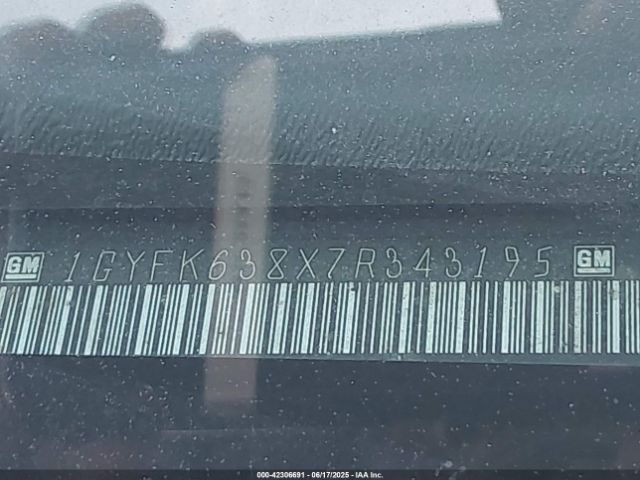 GM 1GYFK638X7R343195 GM
000-42306691 - 06/17/2025 - IAA Inc.